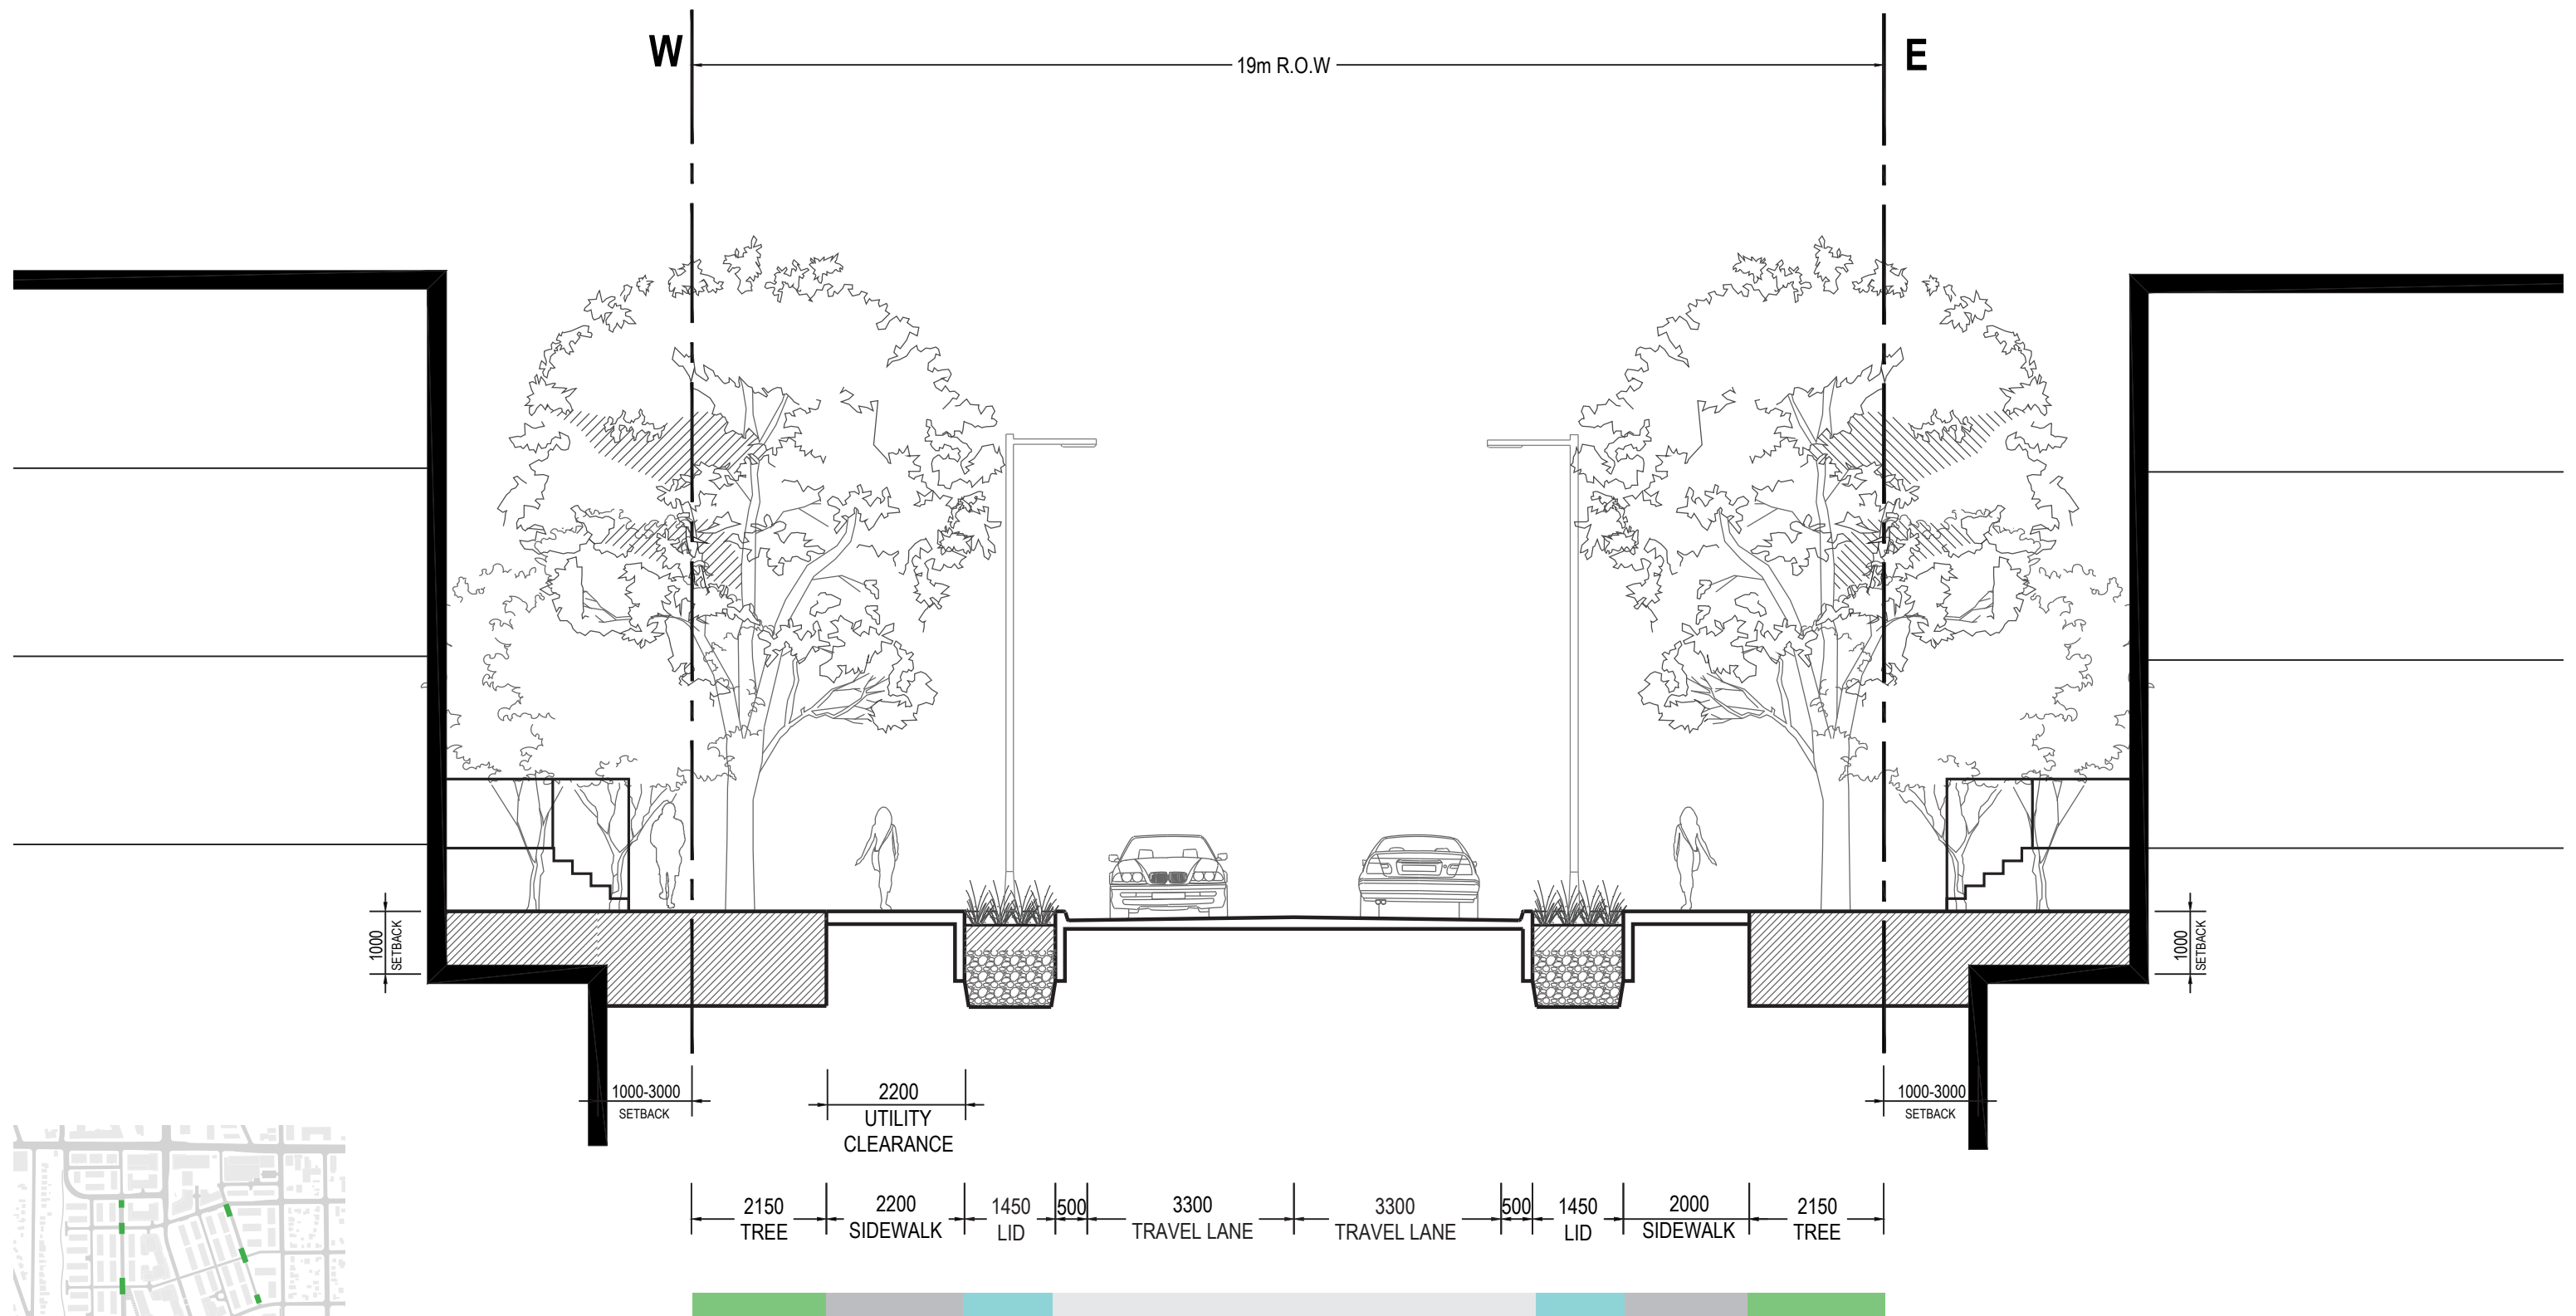 W
19m R.O.W
E
1000
SETBACK
1000
SETBACK
1000-3000
SETBACK
2200
UTILITY
CLEARANCE
1000-3000
SETBACK
2150
TREE
2200
SIDEWALK
1450
LID
500
3300
TRAVEL LANE
3300
TRAVEL LANE
500
1450
LID
2000
SIDEWALK
2150
TREE